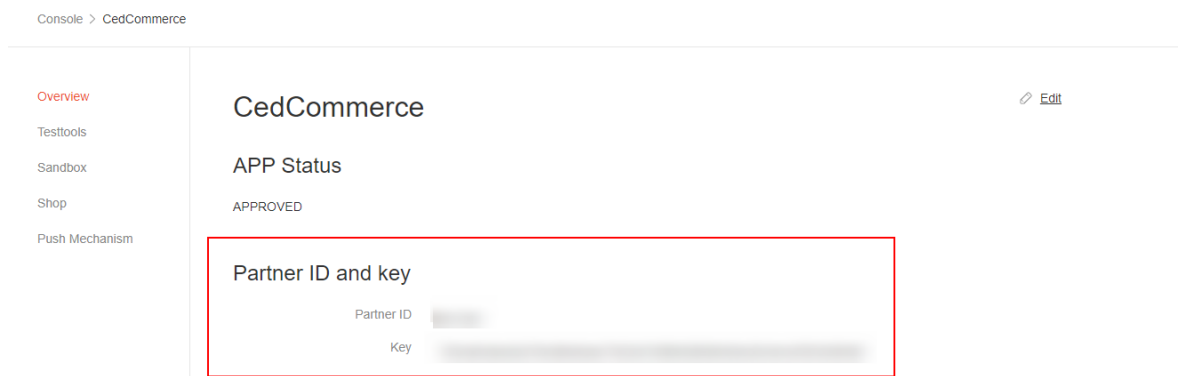 Console > CedCommerce
Overview
Testtools
Sandbox
Shop
Push Mechanism
CedCommerce
Edit
APP Status
APPROVED
Partner ID and key
Partner ID
Key